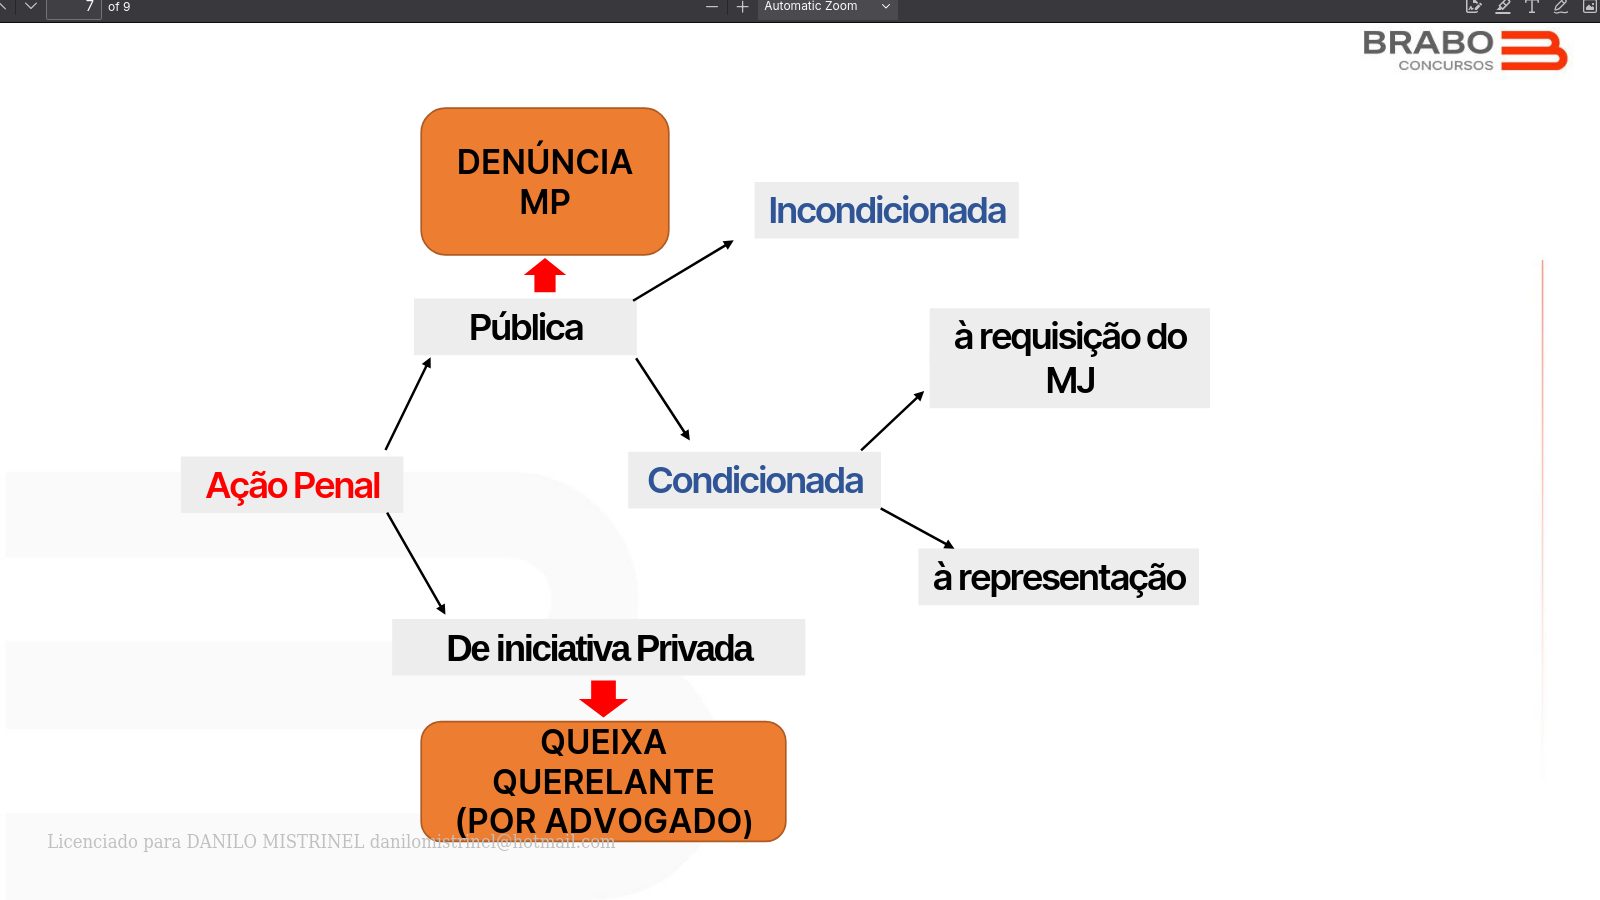 7 of 9
Automatic Zoom
BRABO
CONCURSOS
DENÚNCIA
MP
Incondicionada
Pública
à requisição do
MJ
Ação Penal
Condicionada
à representação
De iniciativa Privada
QUEIXA
QUERELANTE
(POR ADVOGADO)
Licenciado para DANILO MISTRINEL danilomistrinel@hotmail.com